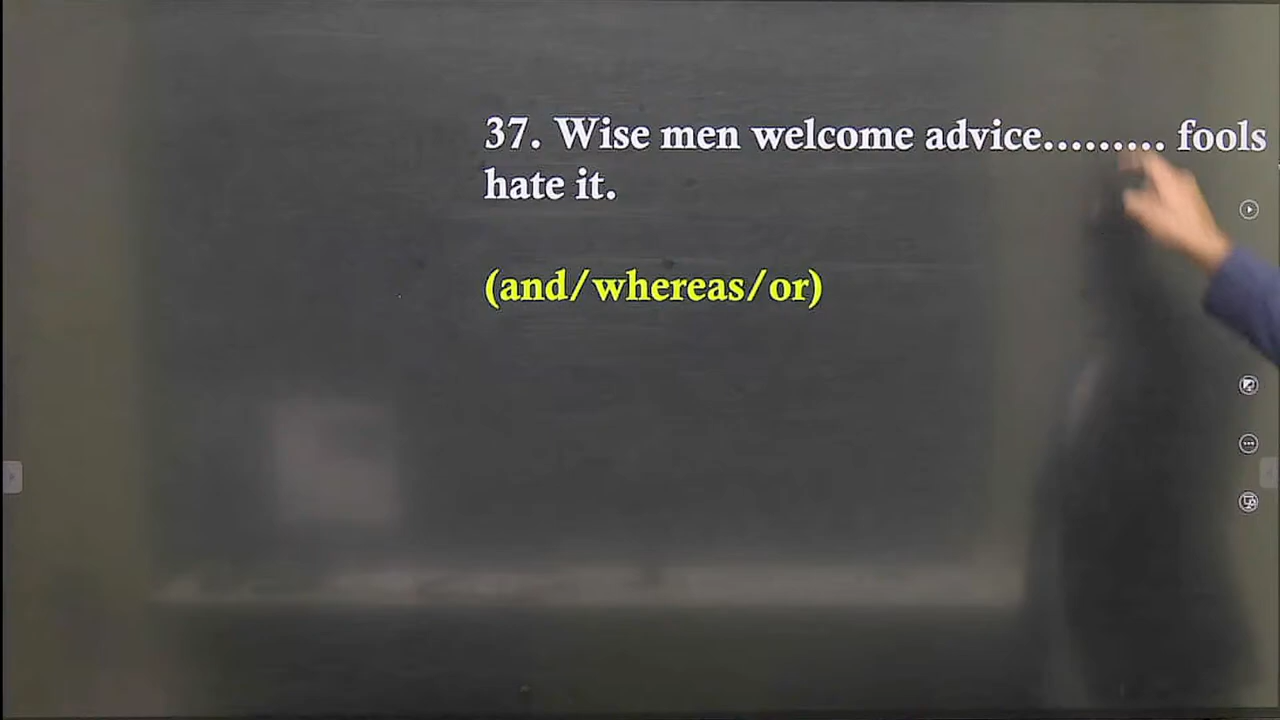 37. Wise men welcome advice......... fools
hate it.
(and/whereas/or)